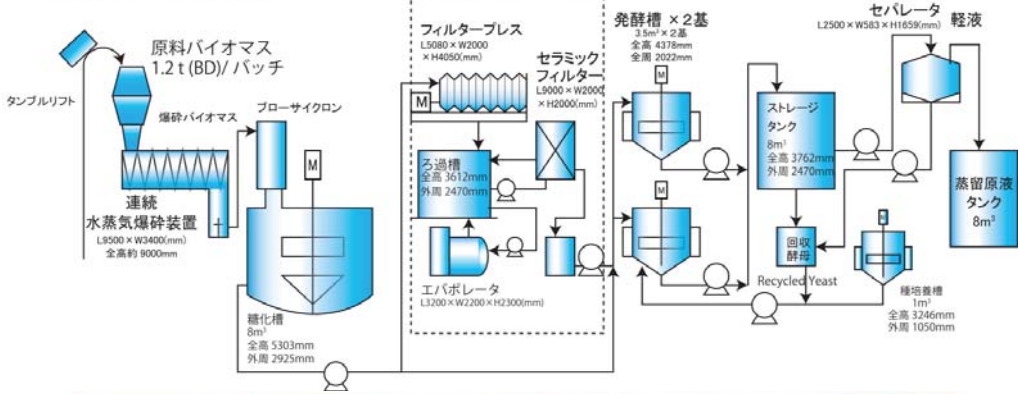 タンブルリフト
原料バイオマス
1.2 t (BD)/ バッチ
爆砕バイオマス
ブローサイクロン
M
連続
水蒸気爆砕装置
L9500 × W3400(mm)
全高約 9000mm
糖化槽
8m³
全高 5303mm
外周 2925mm
フィルタープレス
L5080 × W2000
× H4050(mm)
M
セラミック
フィルター
L9000 × W2000
× H2000(mm)
ろ過槽
全高 3612mm
外周 2470mm
エバポレータ
L3200 × W2200 × H2300(mm)
発酵槽 ×2基
3.5m³ × 2基
全高 4378mm
全周 2022mm
M
M
ストレージ
タンク
8m³
全高 3762mm
外周 2470mm
回収
酵母
Recycled Yeast
セパレータ
L2500 × W583 × H1659(mm)
軽液
蒸留原液
タンク
8m³
M
種培養槽
1m³
全高 3246mm
外周 1050mm